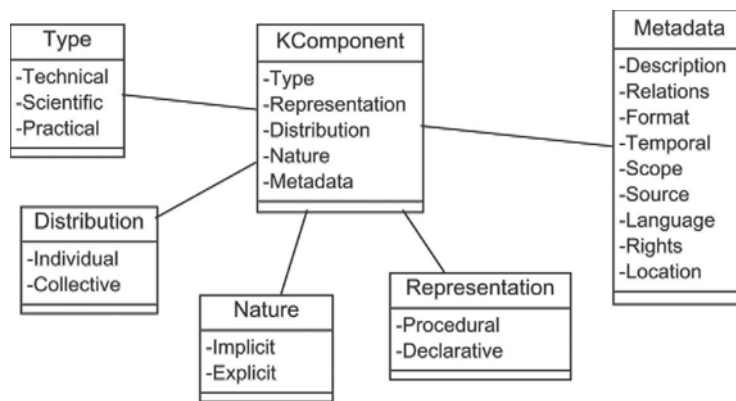 Type
-Technical
-Scientific
-Practical
KComponent
-Type
-Representation
-Distribution
-Nature
-Metadata
Metadata
-Description
-Relations
-Format
-Temporal
-Scope
-Source
-Language
-Rights
-Location
Distribution
-Individual
-Collective
Nature
-Implicit
-Explicit
Representation
-Procedural
-Declarative